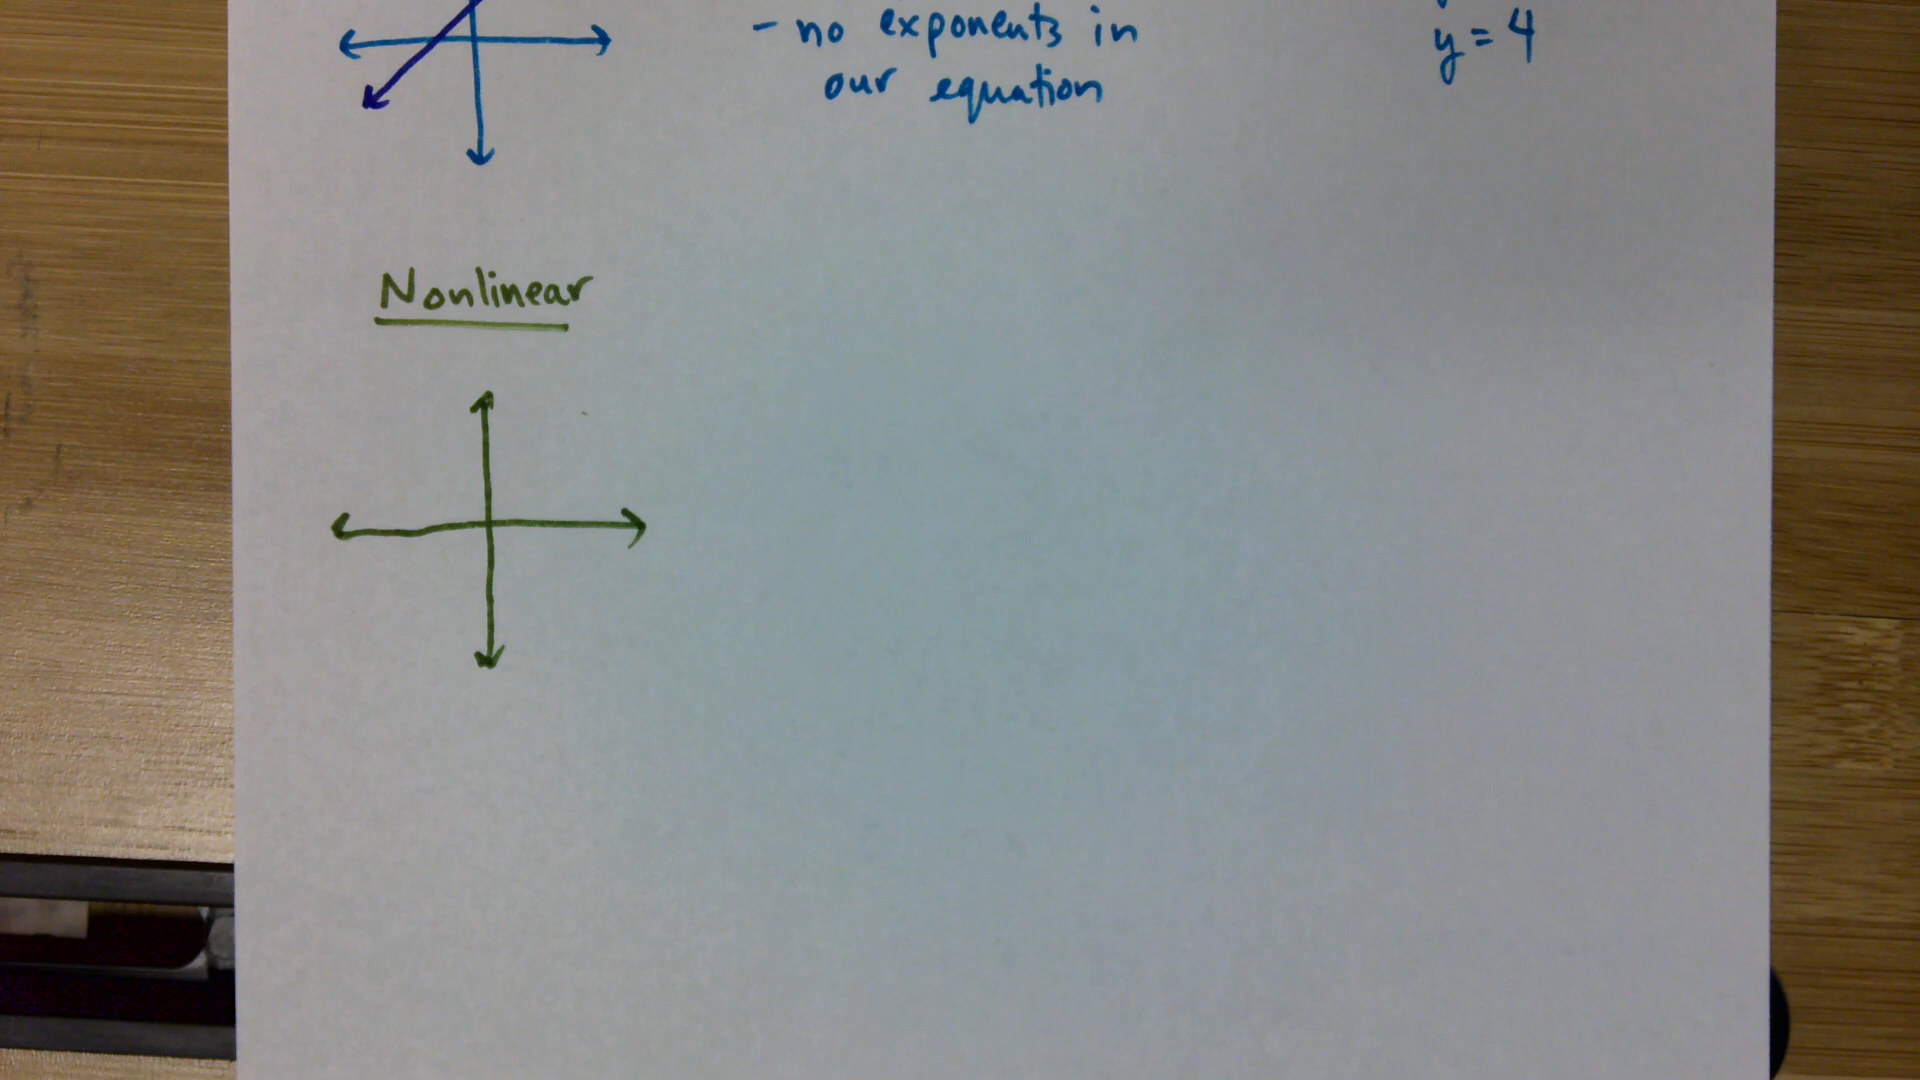 - no exponents in
our equation
y = 4
Nonlinear